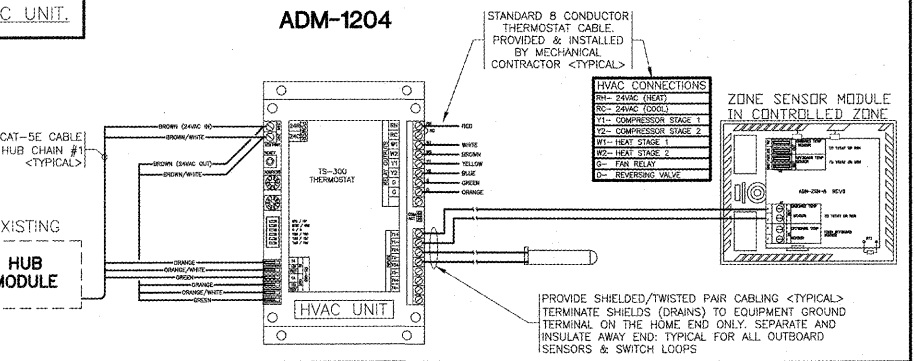 C UNIT.
ADM-1204
STANDARD 8 CONDUCTOR
THERMOSTAT CABLE.
PROVIDED & INSTALLED
BY MECHANICAL
CONTRACTOR <TYPICAL>
HVAC CONNECTIONS
RH- 24VAC (HEAT)
RC- 24VAC (COOL)
Y1- COMPRESSOR STAGE 1
Y2- COMPRESSOR STAGE 2
W1- HEAT STAGE 1
W2- HEAT STAGE 2
G- FAN RELAY
O- REVERSING VALVE
ZONE SENSOR MODULE
IN CONTROLLED ZONE
CAT-5E CABLE
HUB CHAIN #1
<TYPICAL>
BROWN (24VAC IN)
BROWN/WHITE
BROWN (24VAC OUT)
BROWN/WHITE
TS-300
THERMOSTAT
RED
WHITE
BROWN
YELLOW
BLUE
GREEN
ORANGE
XISTING
HUB
MODULE
ORANGE
ORANGE/WHITE
GREEN
ORANGE
ORANGE/WHITE
GREEN
HVAC UNIT
PROVIDE SHIELDED/TWISTED PAIR CABLING <TYPICAL>
TERMINATE SHIELDS (DRAINS) TO EQUIPMENT GROUND
TERMINAL ON THE HOME END ONLY. SEPARATE AND
INSULATE AWAY END: TYPICAL FOR ALL OUTBOARD
SENSORS & SWITCH LOOPS